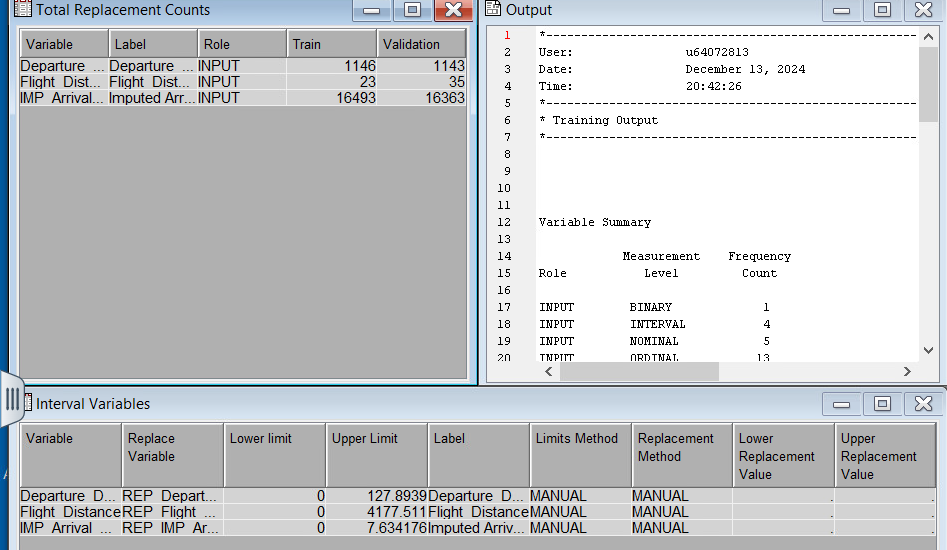 Total Replacement Counts
Variable Label Role Train Validation
Departure ... Departure ... INPUT 1146 1143
Flight Dist... Flight Dist... INPUT 23 35
IMP Arrival... Imputed Arr... INPUT 16493 16363
Output
1 *------------------------------------------------------------
2 User: u64072813
3 Date: December 13, 2024
4 Time: 20:42:26
5 *------------------------------------------------------------
6 * Training Output
7 *------------------------------------------------------------
8
9
10
11
12 Variable Summary
13
14 Measurement Frequency
15 Role Level Count
16
17 INPUT BINARY 1
18 INPUT INTERVAL 4
19 INPUT NOMINAL 5
20 INPUT ORDINAL 13
Interval Variables
Variable Replace Variable Lower limit Upper Limit Label Limits Method Replacement Method Lower Replacement Value Upper Replacement Value
Departure D... REP Depart... 0 127.8939 Departure D... MANUAL MANUAL . .
Flight Distance REP Flight ... 0 4177.511 Flight Distance MANUAL MANUAL . .
IMP Arrival ... REP IMP Ar... 0 7.634176 Imputed Arriv... MANUAL MANUAL . .